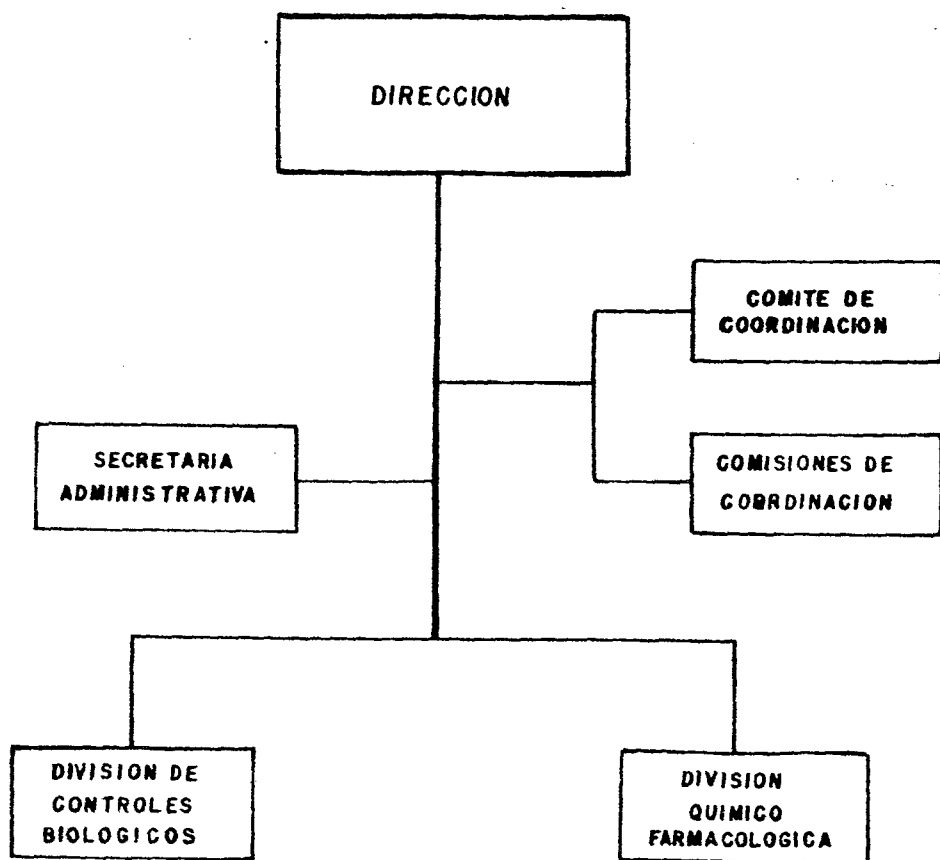 DIRECCION
COMITE DE
COORDINACION
SECRETARIA
ADMINISTRATIVA
COMISIONES DE
COORDINACION
DIVISION DE
CONTROLES
BIOLOGICOS
DIVISION
QUIMICO
FARMACOLOGICA